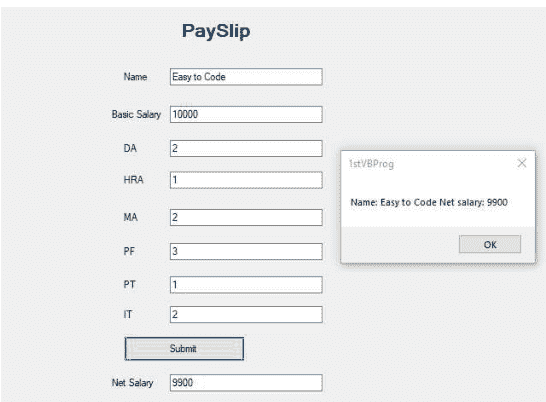 PaySlip
Name Easy to Code
Basic Salary 10000
DA 2
HRA 1
MA 2
PF 3
PT 1
IT 2
Submit
Net Salary 9900
1stVBProg
Name: Easy to Code Net salary: 9900
OK